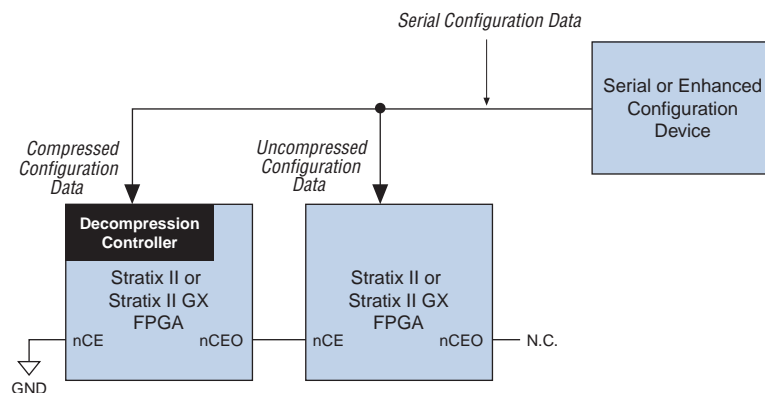 Serial Configuration Data
Serial or Enhanced
Configuration
Device
Compressed
Configuration
Data
Uncompressed
Configuration
Data
Decompression
Controller
Stratix II or
Stratix II GX
FPGA
nCE
nCEO
GND
Stratix II or
Stratix II GX
FPGA
nCE
nCEO
N.C.